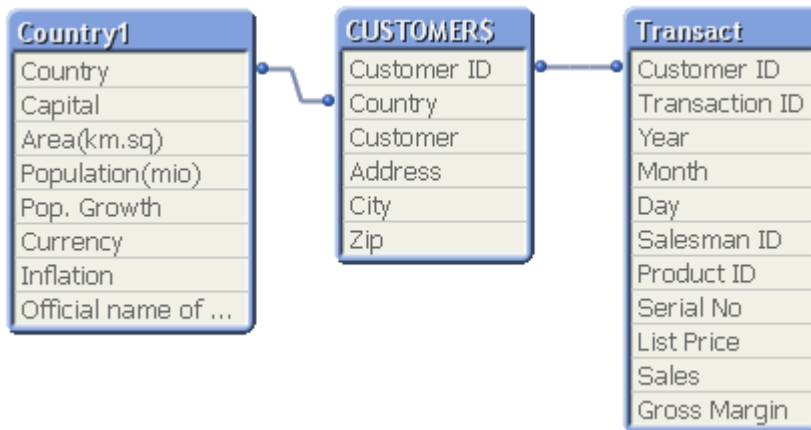 Country1
Country
Capital
Area(km.sq)
Population(mio)
Pop. Growth
Currency
Inflation
Official name of ...
CUSTOMER$
Customer ID
Country
Customer
Address
City
Zip
Transact
Customer ID
Transaction ID
Year
Month
Day
Salesman ID
Product ID
Serial No
List Price
Sales
Gross Margin